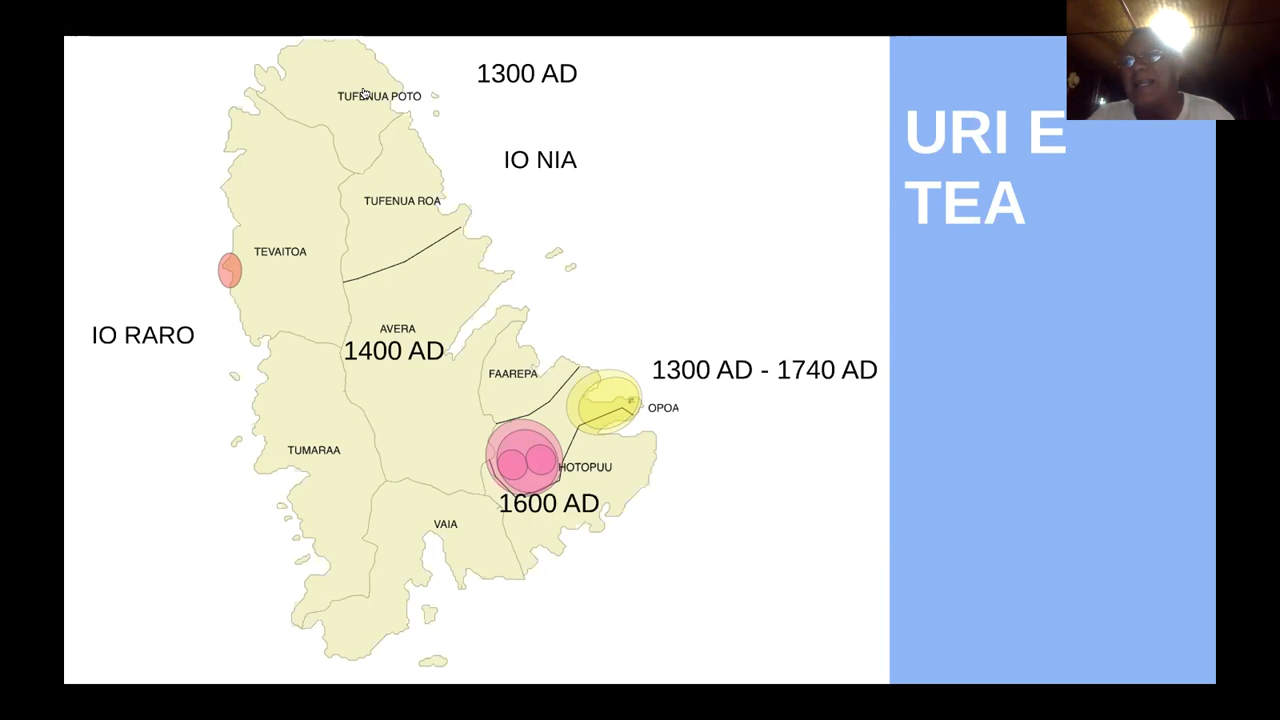 1300 AD
TUFENUA POTO
IO NIA
TUFENUA ROA
TEVAITOA
IO RARO
AVERA
1400 AD
FAAREPA
1300 AD - 1740 AD
OPOA
TUMARAA
HOTOPUU
1600 AD
VAIA
URI E
TEA